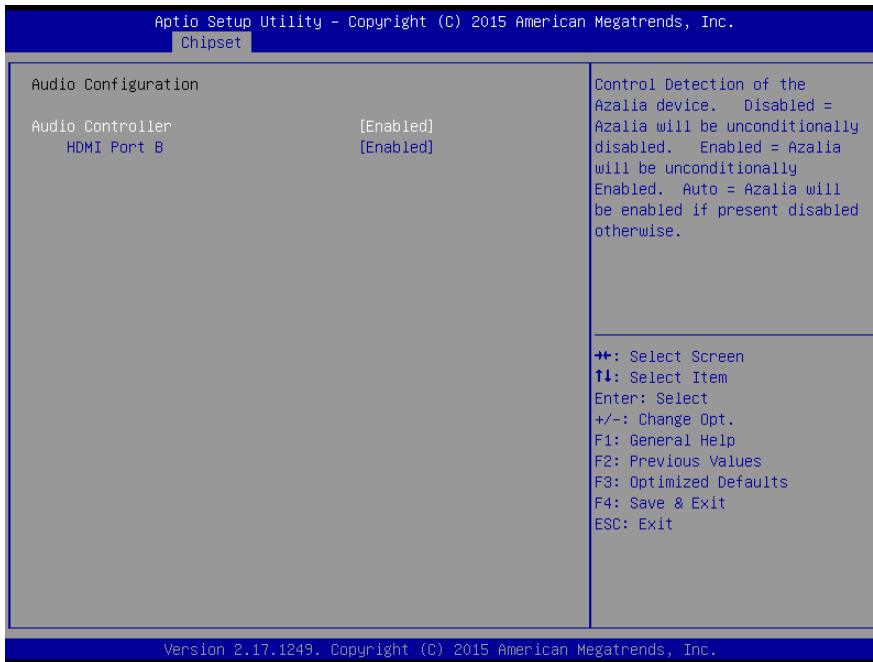 Aptio Setup Utility – Copyright (C) 2015 American Megatrends, Inc.
Chipset
Audio Configuration
Audio Controller [Enabled]
HDMI Port B [Enabled]
Control Detection of the
Azalia device. Disabled =
Azalia will be unconditionally
disabled. Enabled = Azalia
will be unconditionally
Enabled. Auto = Azalia will
be enabled if present disabled
otherwise.
→←: Select Screen
↑↓: Select Item
Enter: Select
+/-: Change Opt.
F1: General Help
F2: Previous Values
F3: Optimized Defaults
F4: Save & Exit
ESC: Exit
Version 2.17.1249. Copyright (C) 2015 American Megatrends, Inc.